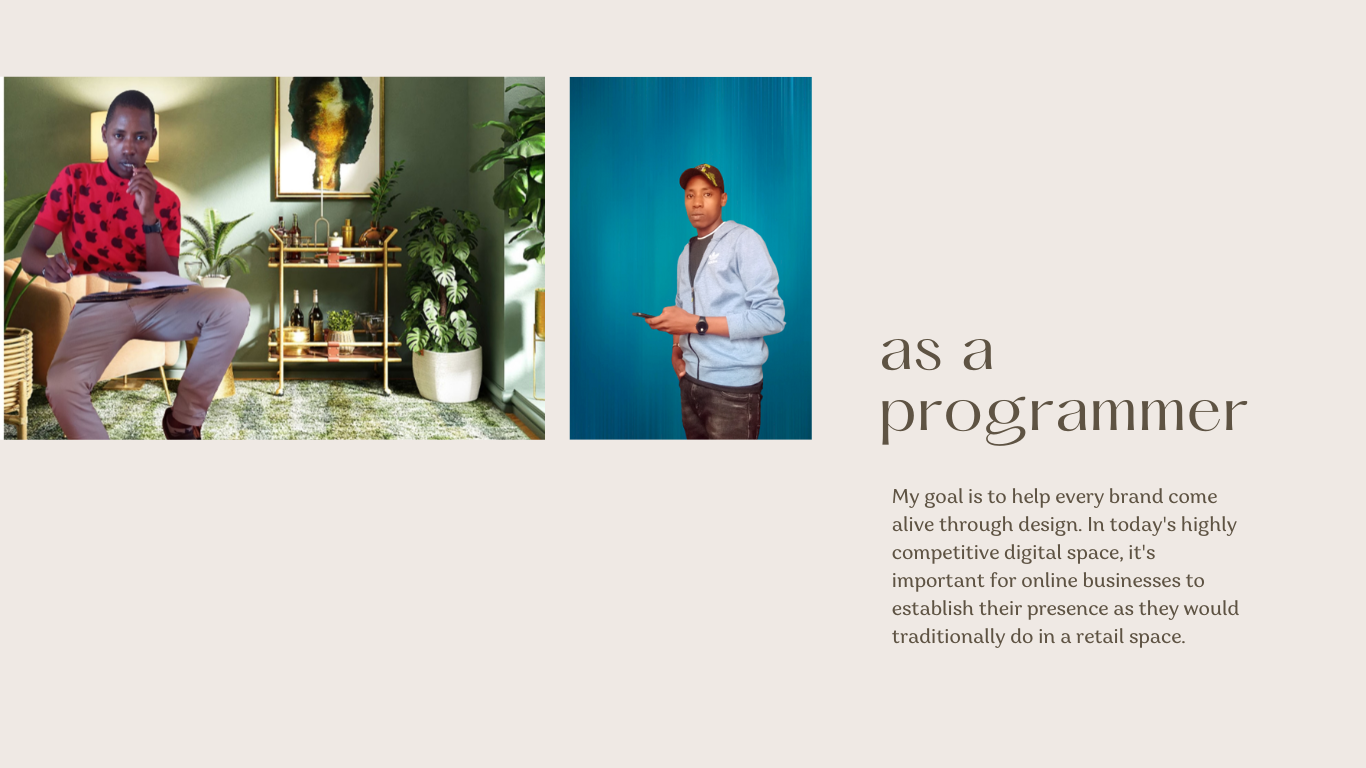 as a
programmer
My goal is to help every brand come
alive through design. In today's highly
competitive digital space, it's
important for online businesses to
establish their presence as they would
traditionally do in a retail space.